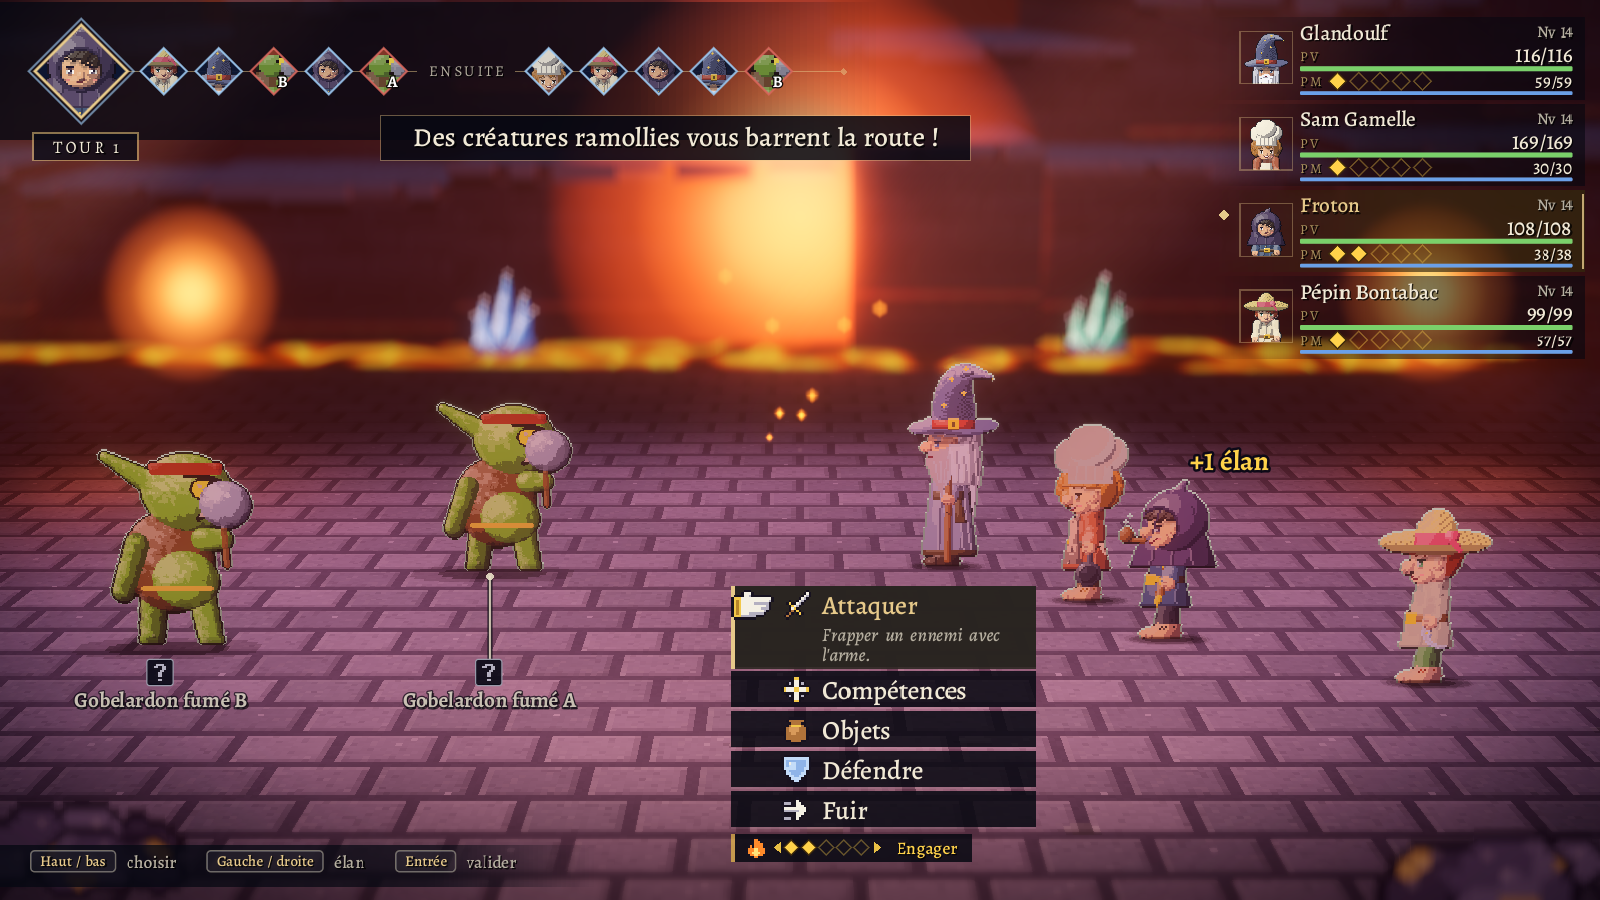 B
A
ENSUITE
B
TOUR 1
Des créatures ramollies vous barrent la route !
Glandoulf
Nv 14
PV
116/116
PM
59/59
Sam Gamelle
Nv 14
PV
169/169
PM
30/30
Froton
Nv 14
PV
108/108
PM
38/38
Pépin Bontabac
Nv 14
PV
99/99
PM
57/57
+1 élan
?
Gobelardon fumé B
?
Gobelardon fumé A
Attaquer
Frapper un ennemi avec
l'arme.
Compétences
Objets
Défendre
Fuir
Engager
Haut / bas choisir Gauche / droite élan Entrée valider